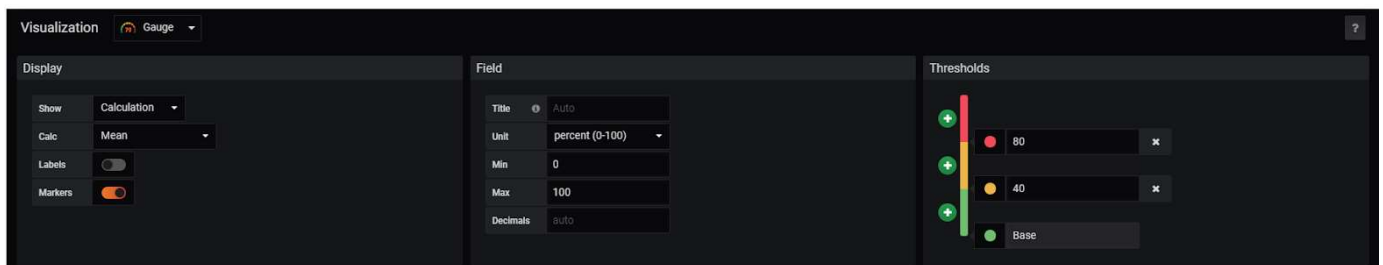 Visualization Gauge ?
Display
Show Calculation
Calc Mean
Labels
Markers
Field
Title Auto
Unit percent (0-100)
Min 0
Max 100
Decimals auto
Thresholds
80
40
Base